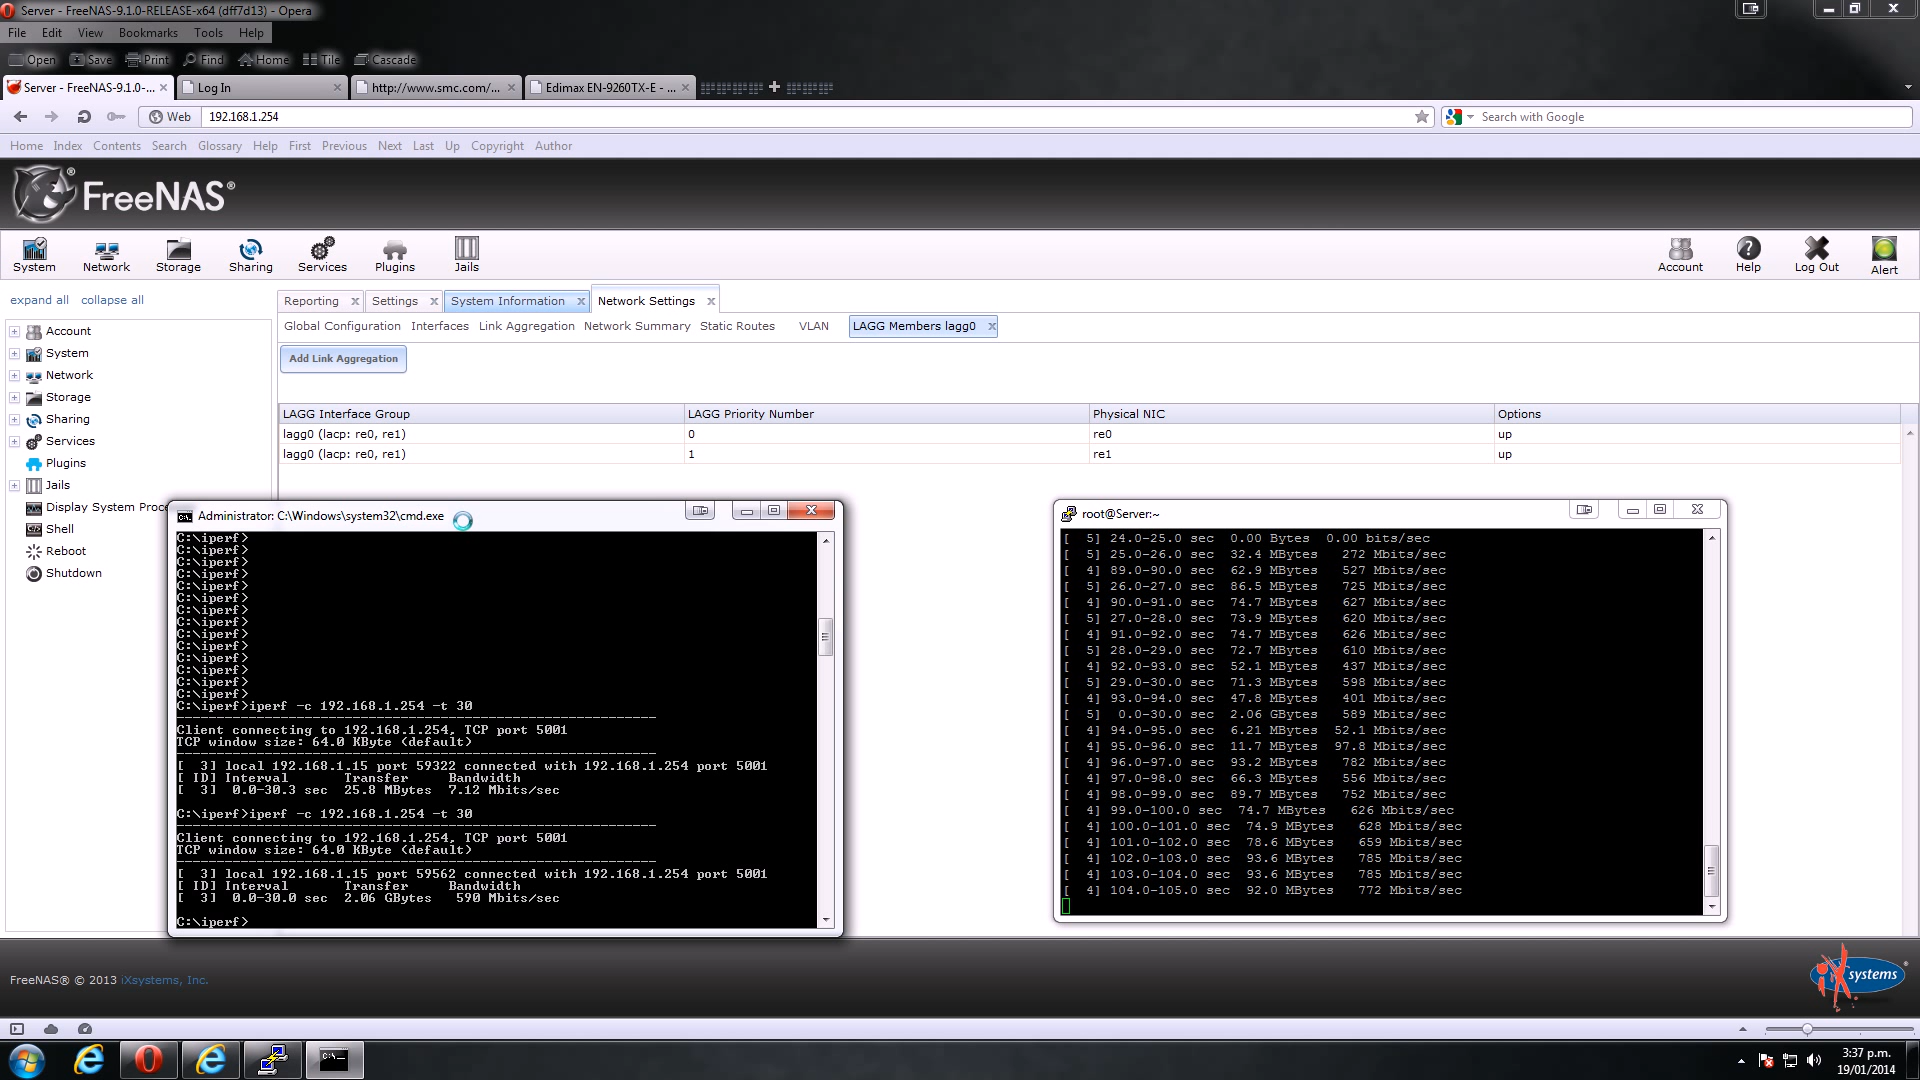 Server - FreeNAS-9.1.0-RELEASE-x64 (dff7d13) - Opera
File Edit View Bookmarks Tools Help
Open Save Print Find Home Tile Cascade
Server - FreeNAS-9.1.0-... Log In http://www.smc.com/... Edimax EN-9260TX-E - ...
Web 192.168.1.254 Search with Google
Home Index Contents Search Glossary Help First Previous Next Last Up Copyright Author
FreeNAS®
System Network Storage Sharing Services Plugins Jails Account Help Log Out Alert
expand all collapse all
Reporting Settings System Information Network Settings
Global Configuration Interfaces Link Aggregation Network Summary Static Routes VLAN LAGG Members lagg0
Add Link Aggregation
LAGG Interface Group LAGG Priority Number Physical NIC Options
lagg0 (lacp: re0, re1) 0 re0 up
lagg0 (lacp: re0, re1) 1 re1 up
Account
System
Network
Storage
Sharing
Services
Plugins
Jails
Display System Proce
Shell
Reboot
Shutdown
Administrator: C:\Windows\system32\cmd.exe
C:\iperf>
C:\iperf>
C:\iperf>
C:\iperf>
C:\iperf>
C:\iperf>
C:\iperf>
C:\iperf>
C:\iperf>
C:\iperf>
C:\iperf>
C:\iperf>
C:\iperf>
C:\iperf>
C:\iperf>iperf -c 192.168.1.254 -t 30
------------------------------------------------------------
Client connecting to 192.168.1.254, TCP port 5001
TCP window size: 64.0 KByte (default)
------------------------------------------------------------
[  3] local 192.168.1.15 port 59322 connected with 192.168.1.254 port 5001
[ ID] Interval       Transfer     Bandwidth
[  3]  0.0-30.3 sec  25.8 MBytes  7.12 Mbits/sec
C:\iperf>iperf -c 192.168.1.254 -t 30
------------------------------------------------------------
Client connecting to 192.168.1.254, TCP port 5001
TCP window size: 64.0 KByte (default)
------------------------------------------------------------
[  3] local 192.168.1.15 port 59562 connected with 192.168.1.254 port 5001
[ ID] Interval       Transfer     Bandwidth
[  3]  0.0-30.0 sec  2.06 GBytes   590 Mbits/sec
C:\iperf>
root@Server:~
[  5] 24.0-25.0 sec  0.00 Bytes  0.00 bits/sec
[  5] 25.0-26.0 sec  32.4 MBytes   272 Mbits/sec
[  4] 89.0-90.0 sec  62.9 MBytes   527 Mbits/sec
[  5] 26.0-27.0 sec  86.5 MBytes   725 Mbits/sec
[  4] 90.0-91.0 sec  74.7 MBytes   627 Mbits/sec
[  5] 27.0-28.0 sec  73.9 MBytes   620 Mbits/sec
[  4] 91.0-92.0 sec  74.7 MBytes   626 Mbits/sec
[  5] 28.0-29.0 sec  72.7 MBytes   610 Mbits/sec
[  4] 92.0-93.0 sec  52.1 MBytes   437 Mbits/sec
[  5] 29.0-30.0 sec  71.3 MBytes   598 Mbits/sec
[  4] 93.0-94.0 sec  47.8 MBytes   401 Mbits/sec
[  5]  0.0-30.0 sec  2.06 GBytes   589 Mbits/sec
[  4] 94.0-95.0 sec  6.21 MBytes  52.1 Mbits/sec
[  4] 95.0-96.0 sec  11.7 MBytes  97.8 Mbits/sec
[  4] 96.0-97.0 sec  93.2 MBytes   782 Mbits/sec
[  4] 97.0-98.0 sec  66.3 MBytes   556 Mbits/sec
[  4] 98.0-99.0 sec  89.7 MBytes   752 Mbits/sec
[  4] 99.0-100.0 sec  74.7 MBytes   626 Mbits/sec
[  4] 100.0-101.0 sec  74.9 MBytes   628 Mbits/sec
[  4] 101.0-102.0 sec  78.6 MBytes   659 Mbits/sec
[  4] 102.0-103.0 sec  93.6 MBytes   785 Mbits/sec
[  4] 103.0-104.0 sec  93.6 MBytes   785 Mbits/sec
[  4] 104.0-105.0 sec  92.0 MBytes   772 Mbits/sec
FreeNAS® © 2013 iXsystems, Inc.
iXsystems®
3:37 p.m.
19/01/2014